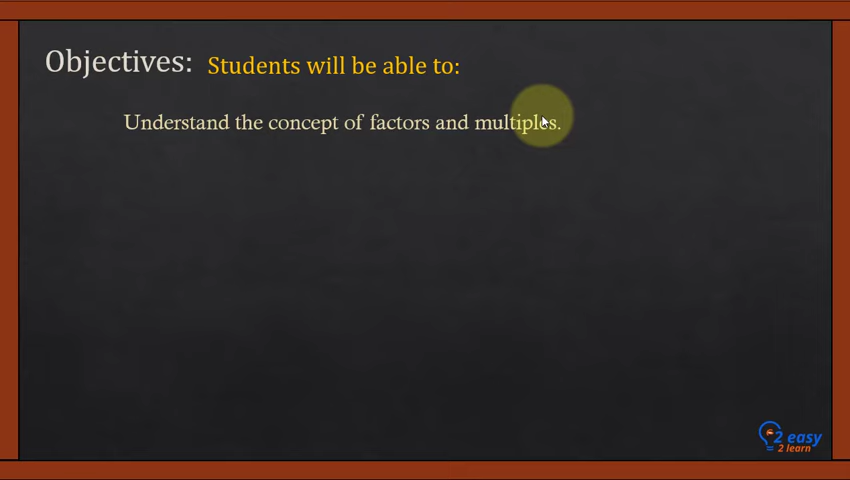 Objectives: Students will be able to:
Understand the concept of factors and multiples.
2 easy
2 learn